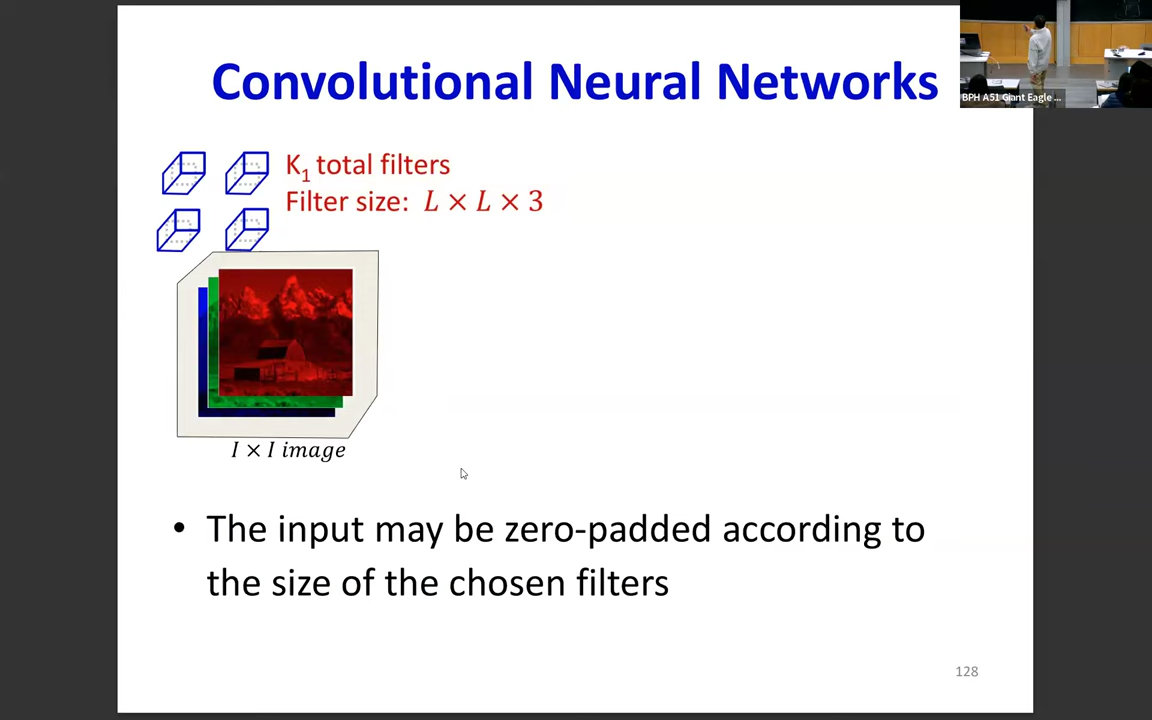 Convolutional Neural Networks
BPH A51 Giant Eagle ...
K₁ total filters
Filter size: L × L × 3
I × I image
• The input may be zero-padded according to
the size of the chosen filters
128